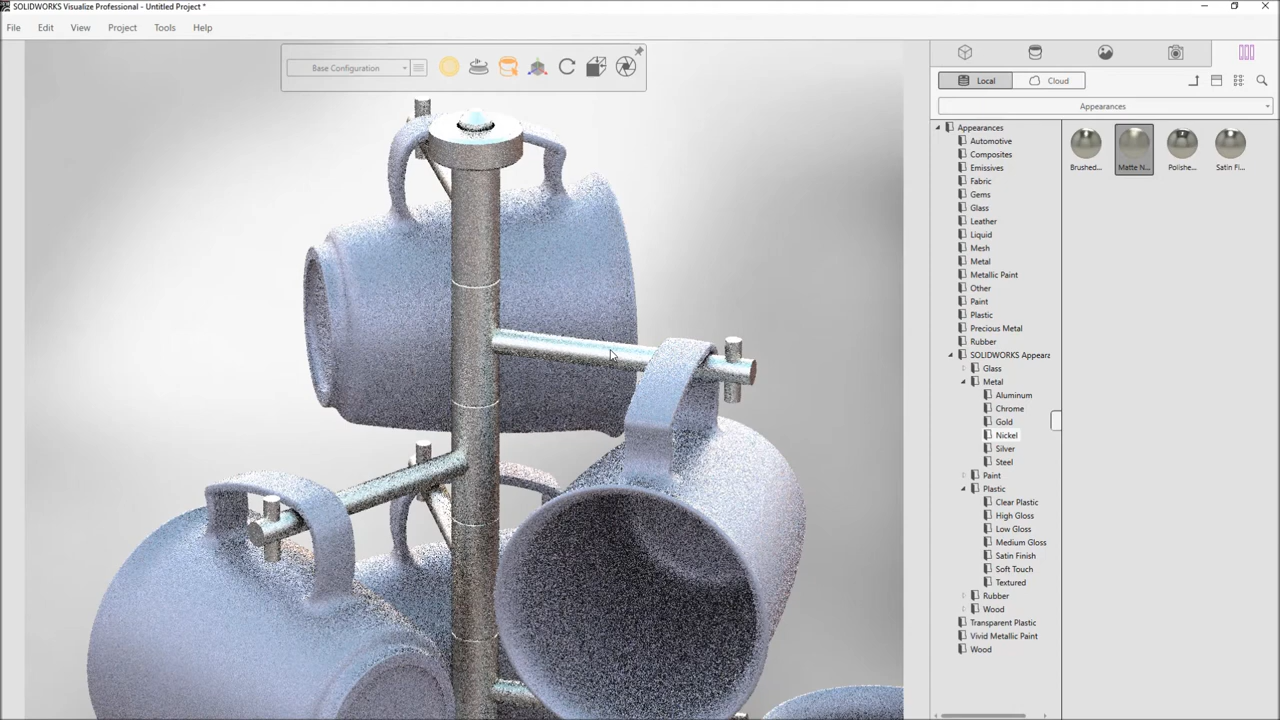 SOLIDWORKS Visualize Professional - Untitled Project *
File Edit View Project Tools Help
Base Configuration
Local Cloud
Appearances
Appearances
Automotive
Composites
Emissives
Fabric
Gems
Glass
Leather
Liquid
Mesh
Metal
Metallic Paint
Other
Paint
Plastic
Precious Metal
Rubber
SOLIDWORKS Appeara
Glass
Metal
Aluminum
Chrome
Gold
Nickel
Silver
Steel
Paint
Plastic
Clear Plastic
High Gloss
Low Gloss
Medium Gloss
Satin Finish
Soft Touch
Textured
Rubber
Wood
Transparent Plastic
Vivid Metallic Paint
Wood
Brushed... Matte N... Polishe... Satin Fi...